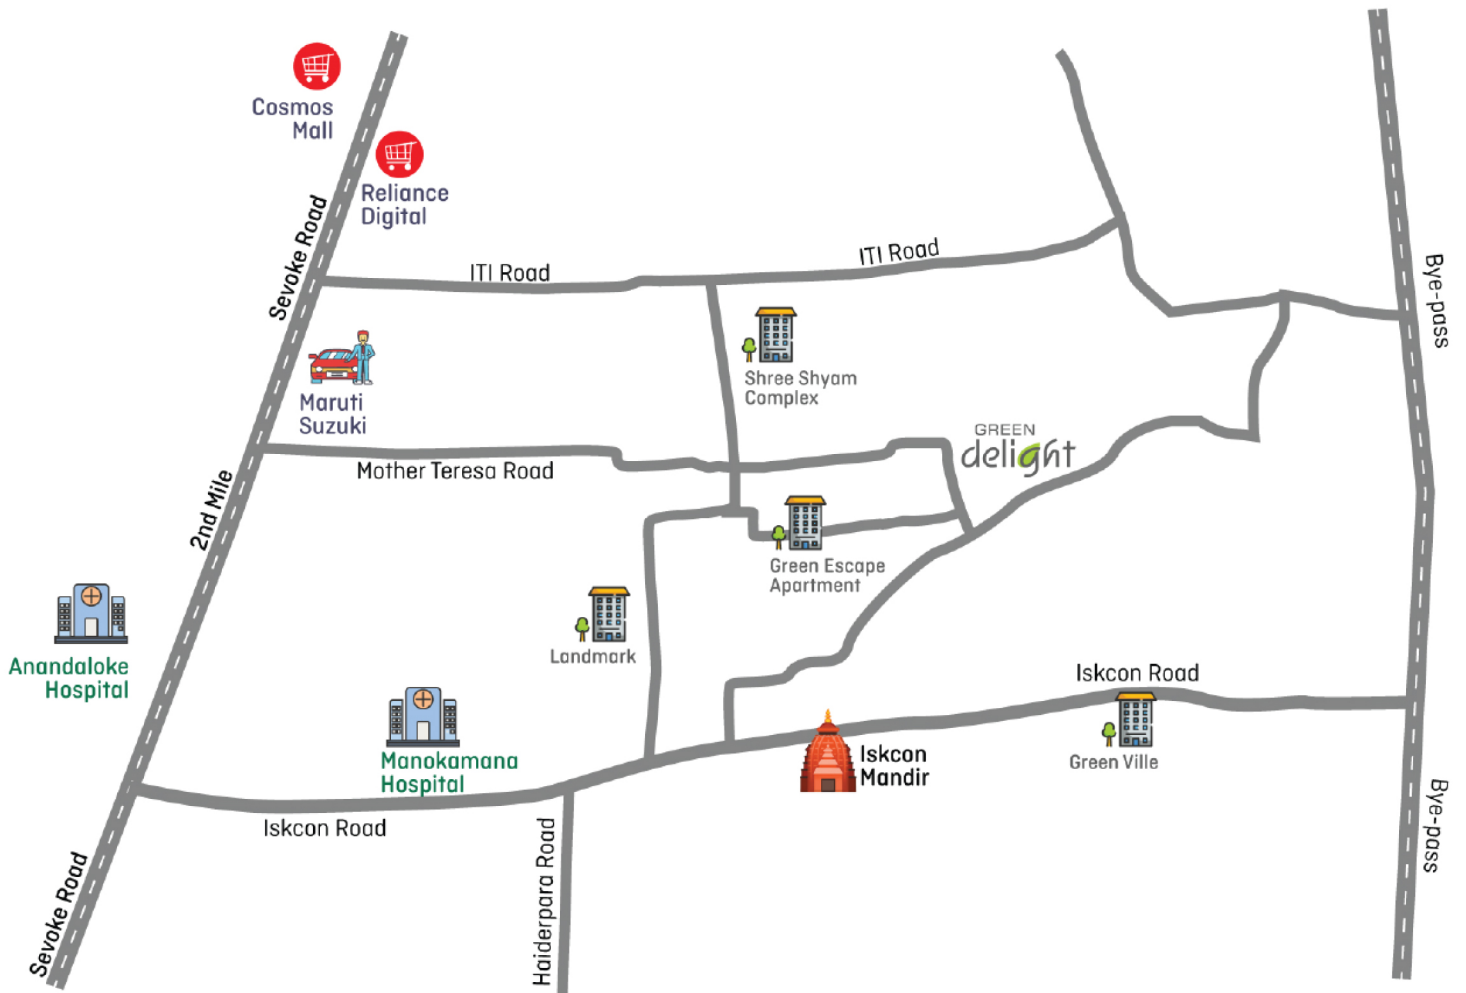 Cosmos
Mall
Reliance
Digital
Sevoke Road
ITI Road
ITI Road
Bye-pass
Maruti
Suzuki
Shree Shyam
Complex
GREEN
delight
Mother Teresa Road
2nd Mile
Green Escape
Apartment
Anandaloke
Hospital
Landmark
Iskcon Road
Manokamana
Hospital
Iskcon
Mandir
Green Ville
Bye-pass
Iskcon Road
Haiderpara Road
Sevoke Road